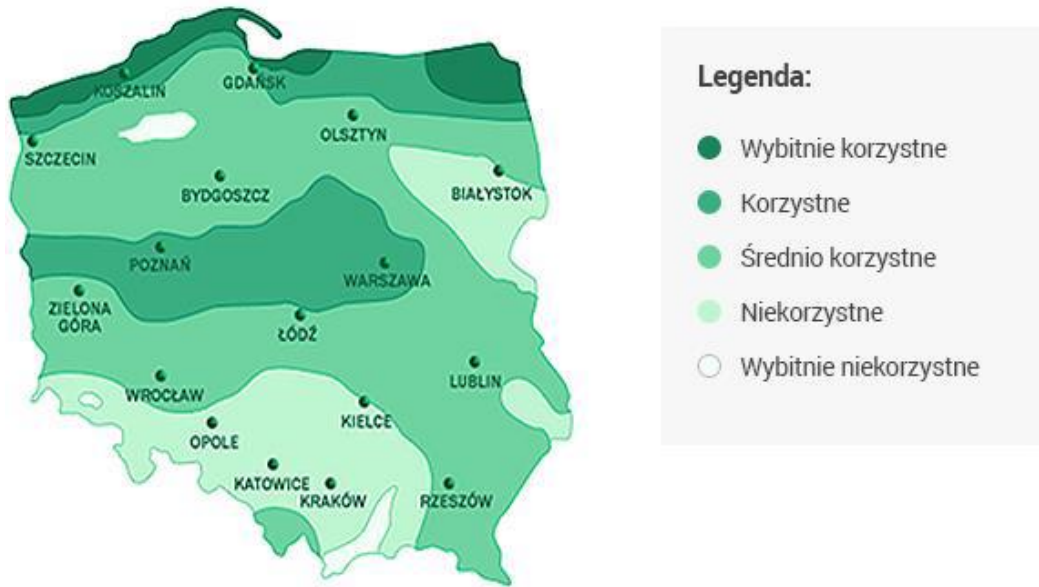 KOSZALIN
GDAŃSK
OLSZTYN
SZCZECIN
BYDGOSZCZ
BIAŁYSTOK
POZNAŃ
WARSZAWA
ZIELONA
GÓRA
ŁÓDŹ
WROCŁAW
LUBLIN
KIELCE
OPOLE
KATOWICE
KRAKÓW
RZESZÓW
Legenda:
Wybitnie korzystne
Korzystne
Średnio korzystne
Niekorzystne
Wybitnie niekorzystne